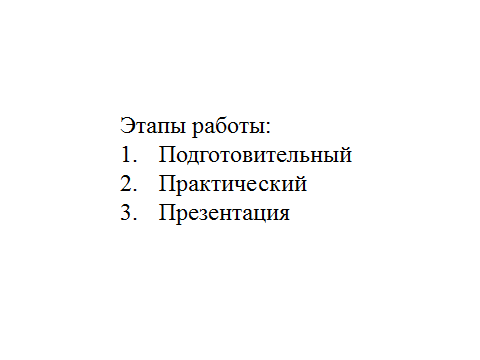 Этапы работы:
1. Подготовительный
2. Практический
3. Презентация